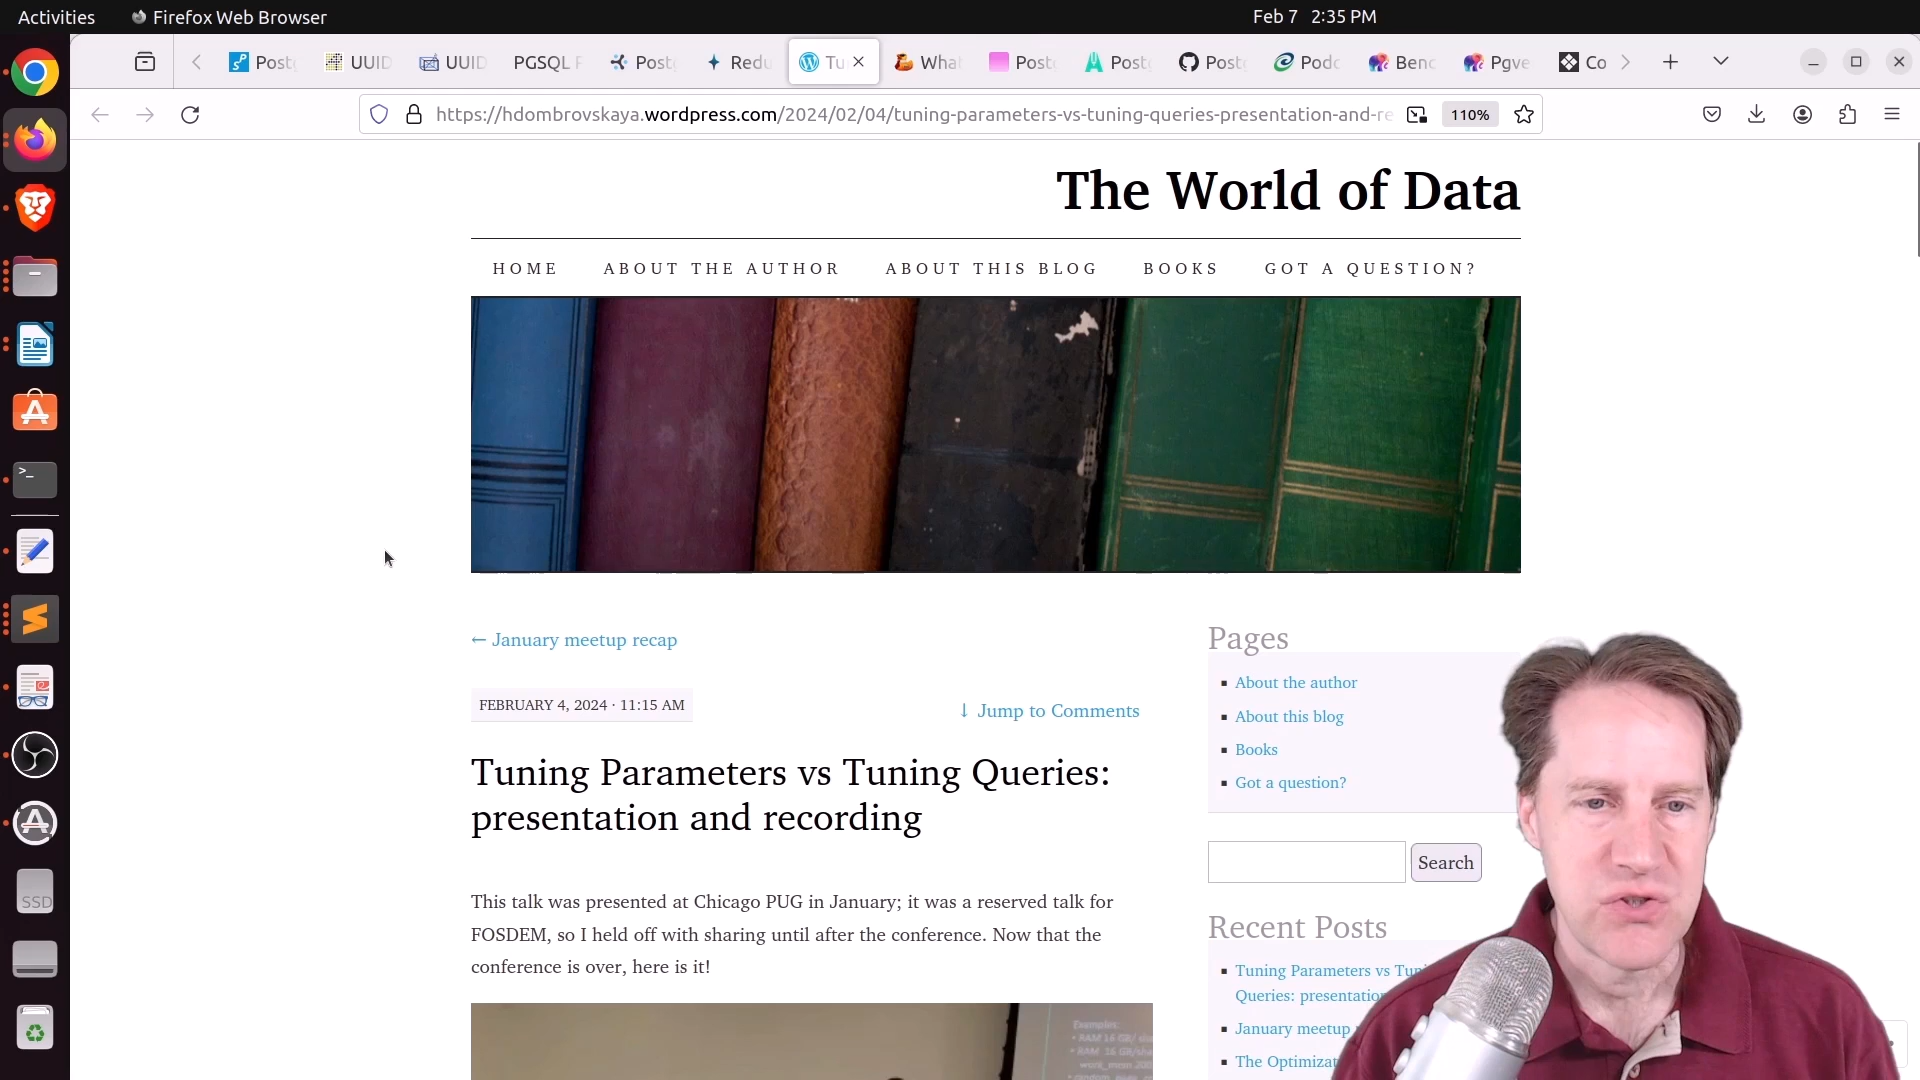 Activities
Firefox Web Browser
Feb 7 2:35 PM
Post
UUID
UUID
PGSQL
Post
Redu
Tu
What
Post
Post
Post
Podc
Benc
Pgve
Co
https://hdombrovskaya.wordpress.com/2024/02/04/tuning-parameters-vs-tuning-queries-presentation-and-re
110%
The World of Data
HOME
ABOUT THE AUTHOR
ABOUT THIS BLOG
BOOKS
GOT A QUESTION?
← January meetup recap
FEBRUARY 4, 2024 · 11:15 AM
↓ Jump to Comments
Tuning Parameters vs Tuning Queries:
presentation and recording
This talk was presented at Chicago PUG in January; it was a reserved talk for
FOSDEM, so I held off with sharing until after the conference. Now that the
conference is over, here is it!
Pages
About the author
About this blog
Books
Got a question?
Search
Recent Posts
Tuning Parameters vs Tuni
Queries: presentation
January meetup
The Optimizat
SSD
Examples: